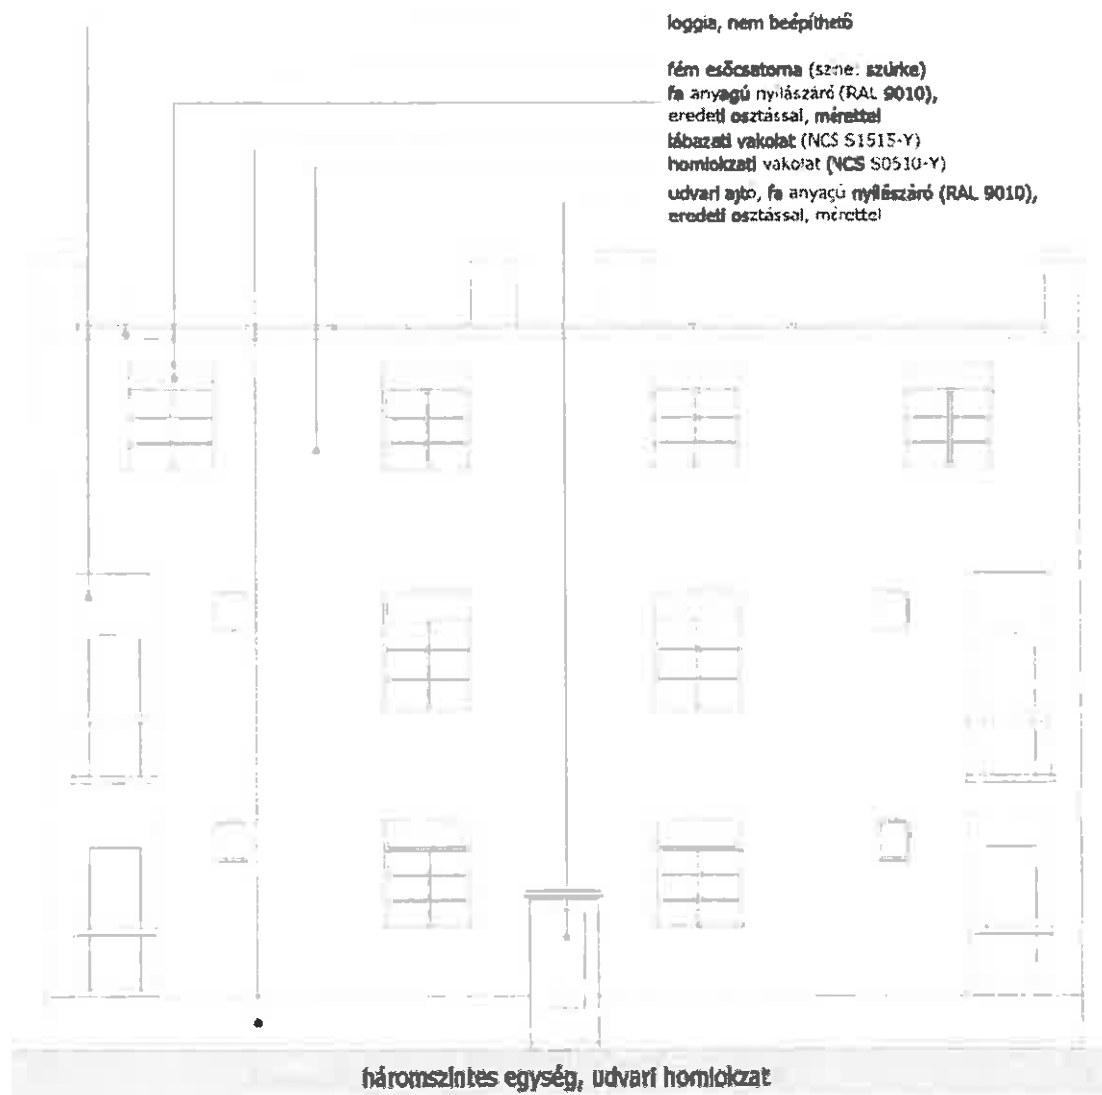 loggia, nem beépíthető
fém esőcsatorna (színe: szürke)
fa anyagú nyílászáró (RAL 9010),
eredeti osztással, mérettel
lábazati vakolat (NCS S1515-Y)
homlokzati vakolat (NCS S0510-Y)
udvari ajtó, fa anyagú nyílászáró (RAL 9010),
eredeti osztással, mérettel
háromszintes egység, udvari homlokzat